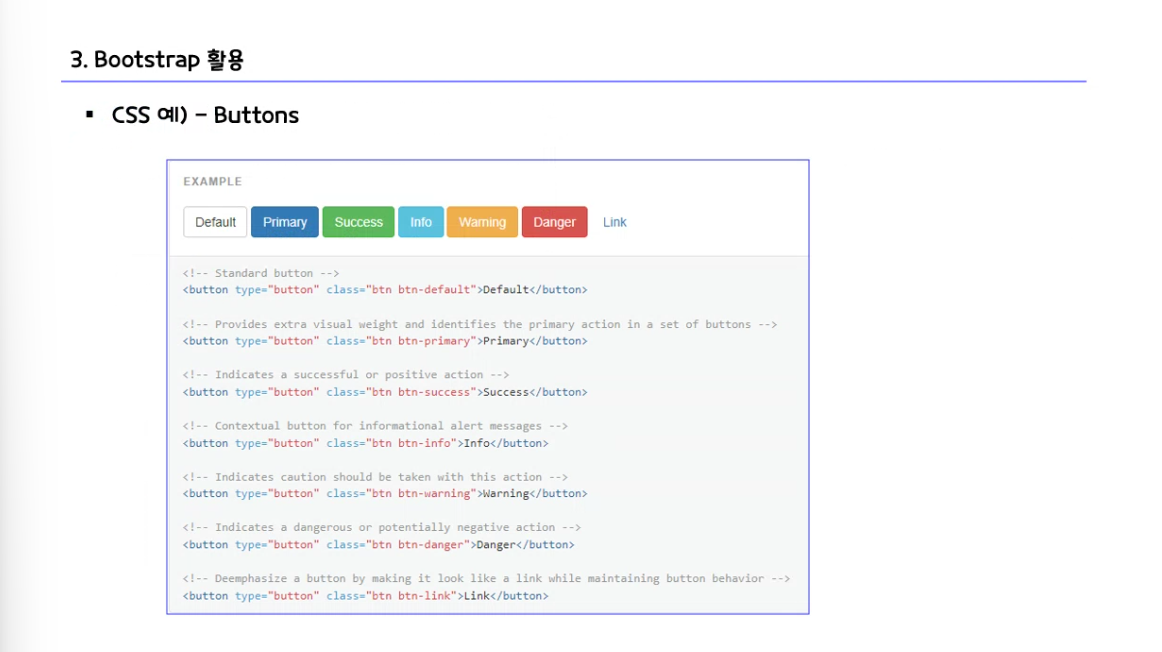 3. Bootstrap 활용
▪ CSS 예) – Buttons
EXAMPLE
Default Primary Success Info Warning Danger Link
<!-- Standard button -->
<button type="button" class="btn btn-default">Default</button>
<!-- Provides extra visual weight and identifies the primary action in a set of buttons -->
<button type="button" class="btn btn-primary">Primary</button>
<!-- Indicates a successful or positive action -->
<button type="button" class="btn btn-success">Success</button>
<!-- Contextual button for informational alert messages -->
<button type="button" class="btn btn-info">Info</button>
<!-- Indicates caution should be taken with this action -->
<button type="button" class="btn btn-warning">Warning</button>
<!-- Indicates a dangerous or potentially negative action -->
<button type="button" class="btn btn-danger">Danger</button>
<!-- Deemphasize a button by making it look like a link while maintaining button behavior -->
<button type="button" class="btn btn-link">Link</button>